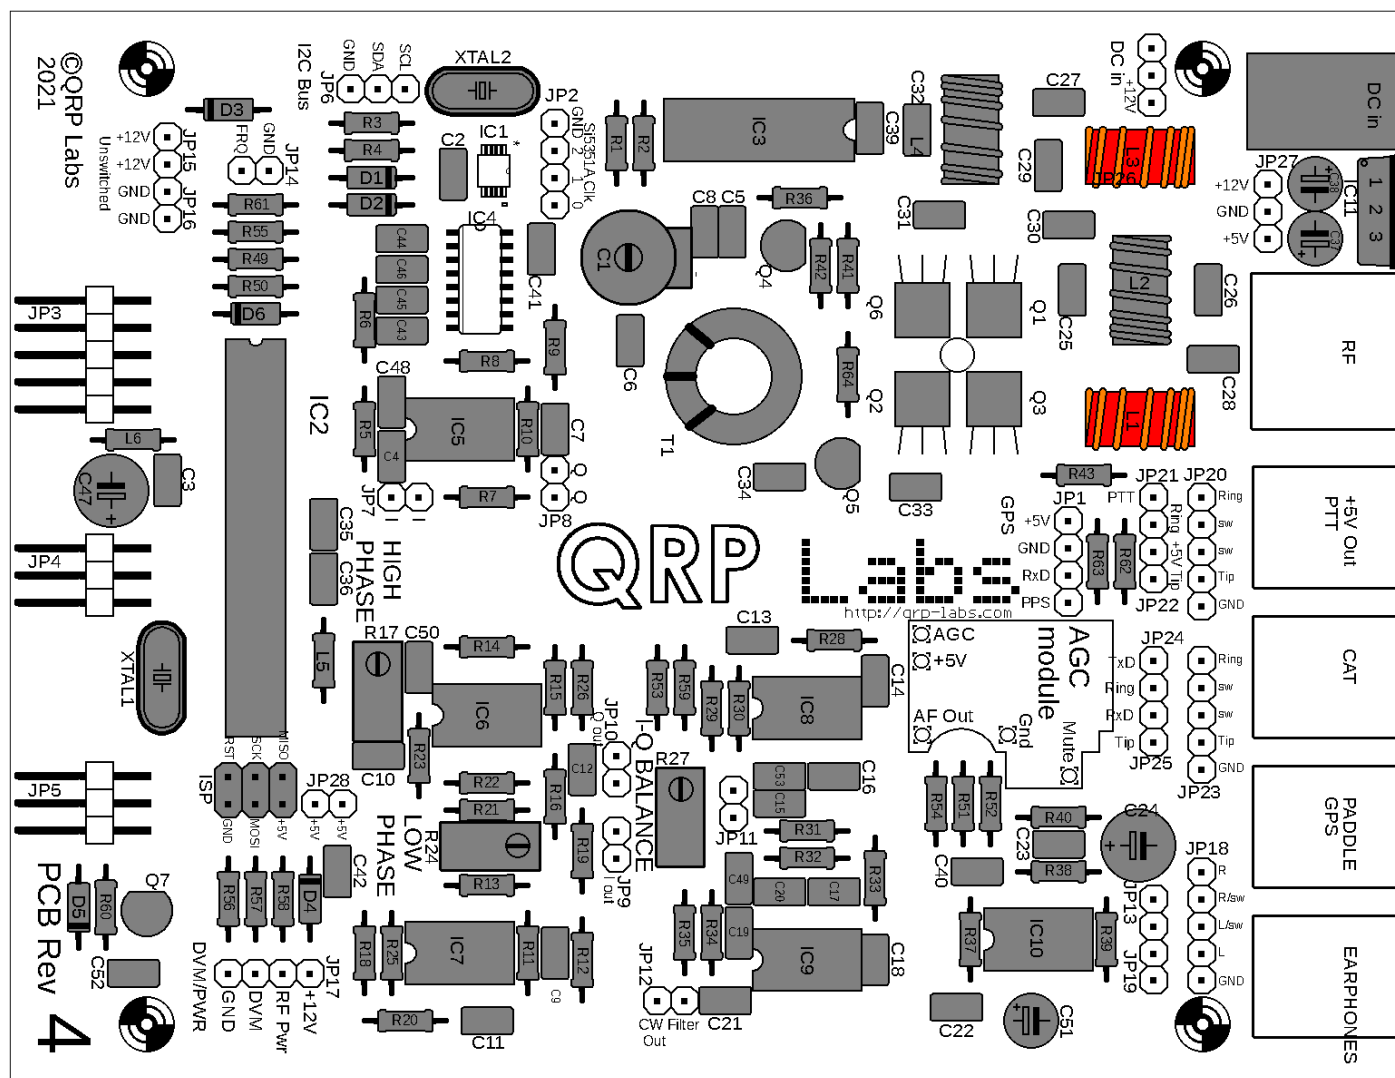 ©QRP Labs
2021
D3
+12V
+12V
GND
GND
Unswitched
JP15
JP16
FRQ
GND
JP14
R61
R55
R49
R50
D6
I2C Bus
GND
SDA
SCL
JP6
R3
R4
D1
D2
XTAL2
C2
IC1
*
JP2
GND
2
1
0
Si5351A Clk
R1
R2
IC3
C39
C32
L4
C27
C29
DC in
+12V
L3
JP26
DC in
JP27
+12V
GND
+5V
C38
C37
IC11
1
2
3
C44
C46
C45
C43
R6
IC4
C41
C1
C8
C5
R36
Q4
R42
R41
C31
C30
Q6
Q1
C25
L2
C26
C28
RF
JP3
L6
C47
C3
IC2
C48
R5
C4
IC5
R8
R9
R10
C7
R7
JP7
I
I
Q
Q
JP8
C6
T1
R64
Q2
Q3
L1
C34
Q5
C33
R43
GPS
JP1
+5V
GND
RxD
PPS
R63
R62
JP21
PTT
Ring
+5V
Tip
JP22
JP20
Ring
sw
sw
Tip
GND
+5V Out
PTT
JP4
C35
C36
HIGH
PHASE
QRP
Labs
http://qrp-labs.com
XTAL1
L5
R17
C50
R14
IC6
R15
R26
C10
R23
R22
R21
R16
C12
JP10
Q out
I-Q BALANCE
R53
R59
R29
R30
C13
R28
IC8
C14
AGC
+5V
AGC
module
AF Out
Gnd
Mute
JP24
TxD
Ring
RxD
Tip
JP25
Ring
sw
sw
Tip
GND
JP23
CAT
JP5
RST
SCK
MISO
ISP
GND
MOSI
+5V
JP28
+5V
+5V
LOW
PHASE
R24
R19
JP9
I out
R27
JP11
C53
C15
C16
R31
R32
R54
R51
R52
R40
C23
R38
C24
PADDLE
GPS
C42
R13
C49
C20
C17
R33
C40
JP13
JP19
JP18
R
R/sw
L/sw
L
GND
EARPHONES
PCB Rev
4
D5
R60
Q7
C52
R56
R57
R58
D4
DVM/PWR
GND
DVM
RF Pwr
+12V
JP17
R18
R25
IC7
R11
C9
R12
R20
C11
R35
R34
C19
IC9
C18
JP12
CW Filter
Out
C21
R37
IC10
R39
C22
C51